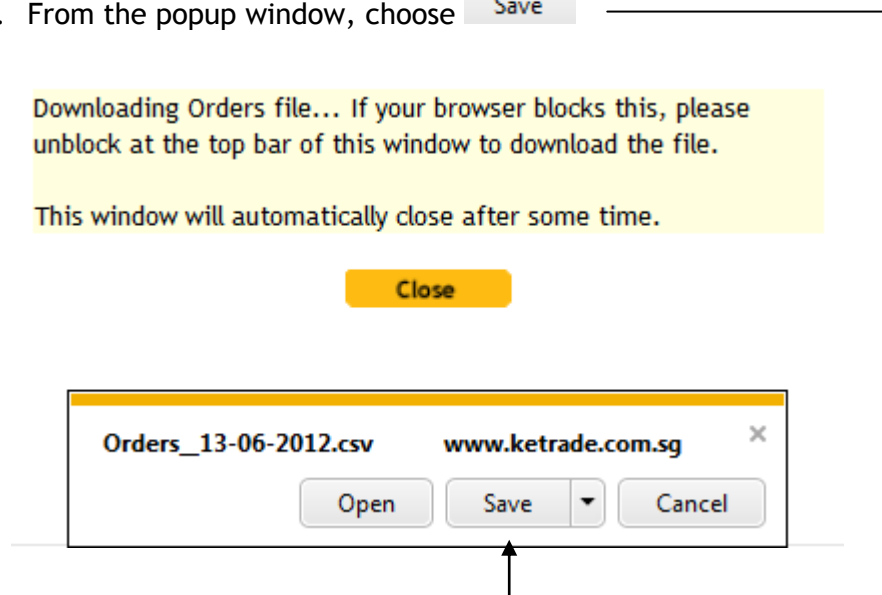 . From the popup window, choose Save
Downloading Orders file... If your browser blocks this, please
unblock at the top bar of this window to download the file.
This window will automatically close after some time.
Close
Orders_13-06-2012.csv www.ketrade.com.sg ×
Open Save Cancel